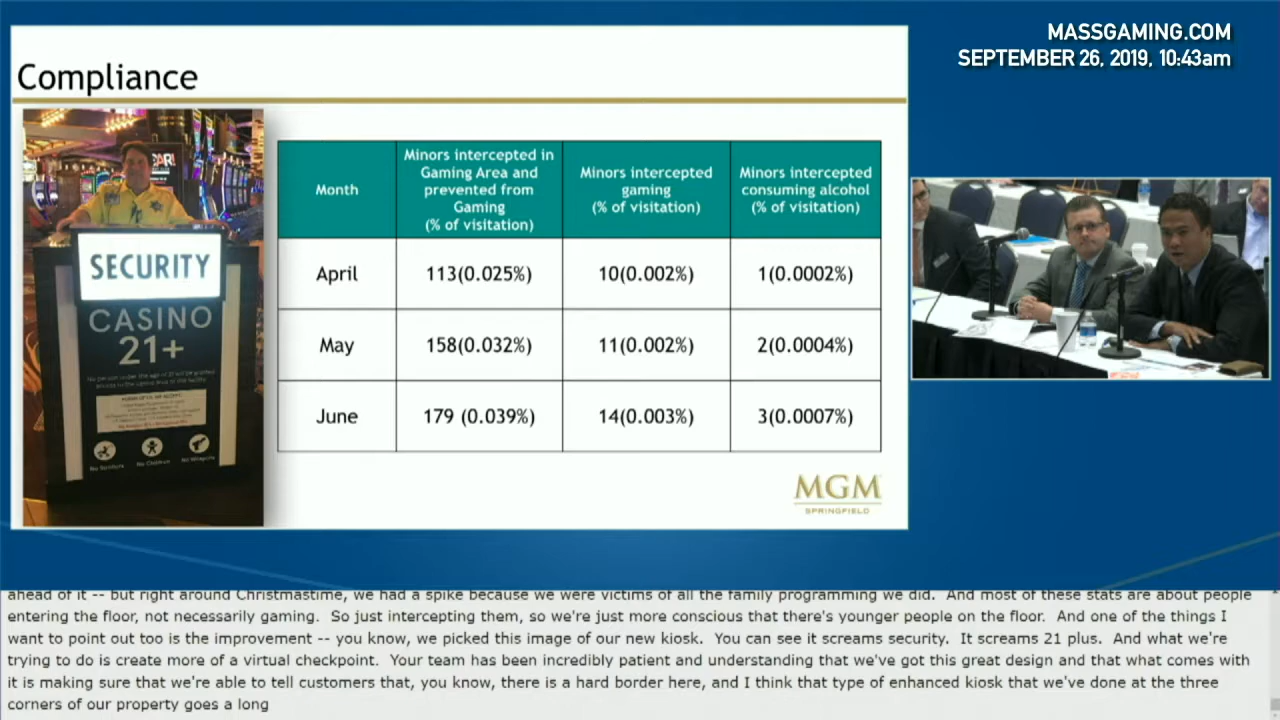 MASSGAMING.COM
SEPTEMBER 26, 2019, 10:43am
Compliance
SECURITY
CASINO
21+
No Children
No Weapons
Month
Minors intercepted in
Gaming Area and
prevented from
Gaming
(% of visitation)
Minors intercepted
gaming
(% of visitation)
Minors intercepted
consuming alcohol
(% of visitation)
April
113(0.025%)
10(0.002%)
1(0.0002%)
May
158(0.032%)
11(0.002%)
2(0.0004%)
June
179 (0.039%)
14(0.003%)
3(0.0007%)
MGM
SPRINGFIELD
ahead of it -- but right around Christmastime, we had a spike because we were victims of all the family programming we did. And most of these stats are about people
entering the floor, not necessarily gaming. So just intercepting them, so we're just more conscious that there's younger people on the floor. And one of the things I
want to point out too is the improvement -- you know, we picked this image of our new kiosk. You can see it screams security. It screams 21 plus. And what we're
trying to do is create more of a virtual checkpoint. Your team has been incredibly patient and understanding that we've got this great design and that what comes with
it is making sure that we're able to tell customers that, you know, there is a hard border here, and I think that type of enhanced kiosk that we've done at the three
corners of our property goes a long